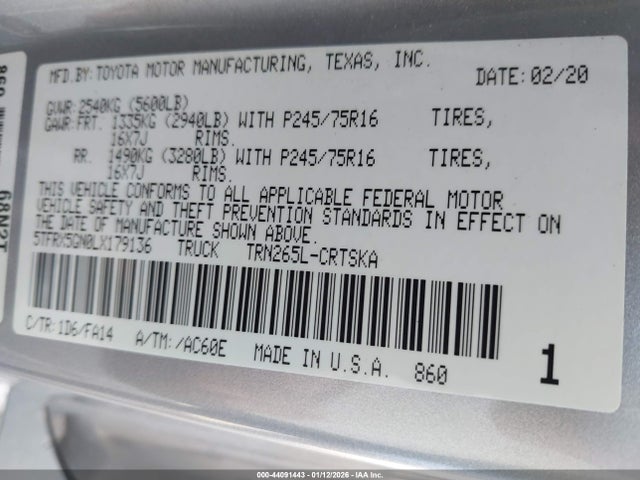 MFD.BY: TOYOTA MOTOR MANUFACTURING, TEXAS, INC.
DATE: 02/20
GVWR: 2540KG (5600LB)
GAWR: FRT. 1335KG (2940LB) WITH P245/75R16 TIRES,
16X7J RIMS.
RR. 1490KG (3280LB) WITH P245/75R16 TIRES,
16X7J RIMS.
THIS VEHICLE CONFORMS TO ALL APPLICABLE FEDERAL MOTOR
VEHICLE SAFETY AND THEFT PREVENTION STANDARDS IN EFFECT ON
THE DATE OF MANUFACTURE SHOWN ABOVE.
5TFRX5GN0LX179136 TRUCK TRN265L-CRTSKA
C/TR: 1D6/FA14 A/TM: /AC60E MADE IN U.S.A. 860
1
000-44091443 - 01/12/2026 - IAA Inc.